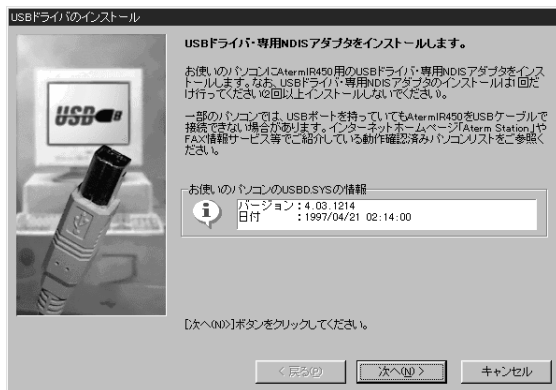 USBドライバのインストール
USBドライバ・専用NDISアダプタをインストールします。
お使いのパソコンにAtermIR450用のUSBドライバ・専用NDISアダプタをインス
トールします。なお、USBドライバ・専用NDISアダプタのインストールは1回だ
け行ってください(2回以上インストールしないでください)。
一部のパソコンでは、USBポートを持っていてもAtermIR450をUSBケーブルで
接続できない場合があります。インターネットホームページ「Aterm Station」や
FAX情報サービス等でご紹介している動作確認済みパソコンリストをご参照く
ださい。
USB
お使いのパソコンのUSBD.SYSの情報
バージョン:4.03.1214
日付 :1997/04/21 02:14:00
[次へ(N)>]ボタンをクリックしてください。
< 戻る(P)
次へ(N) >
キャンセル